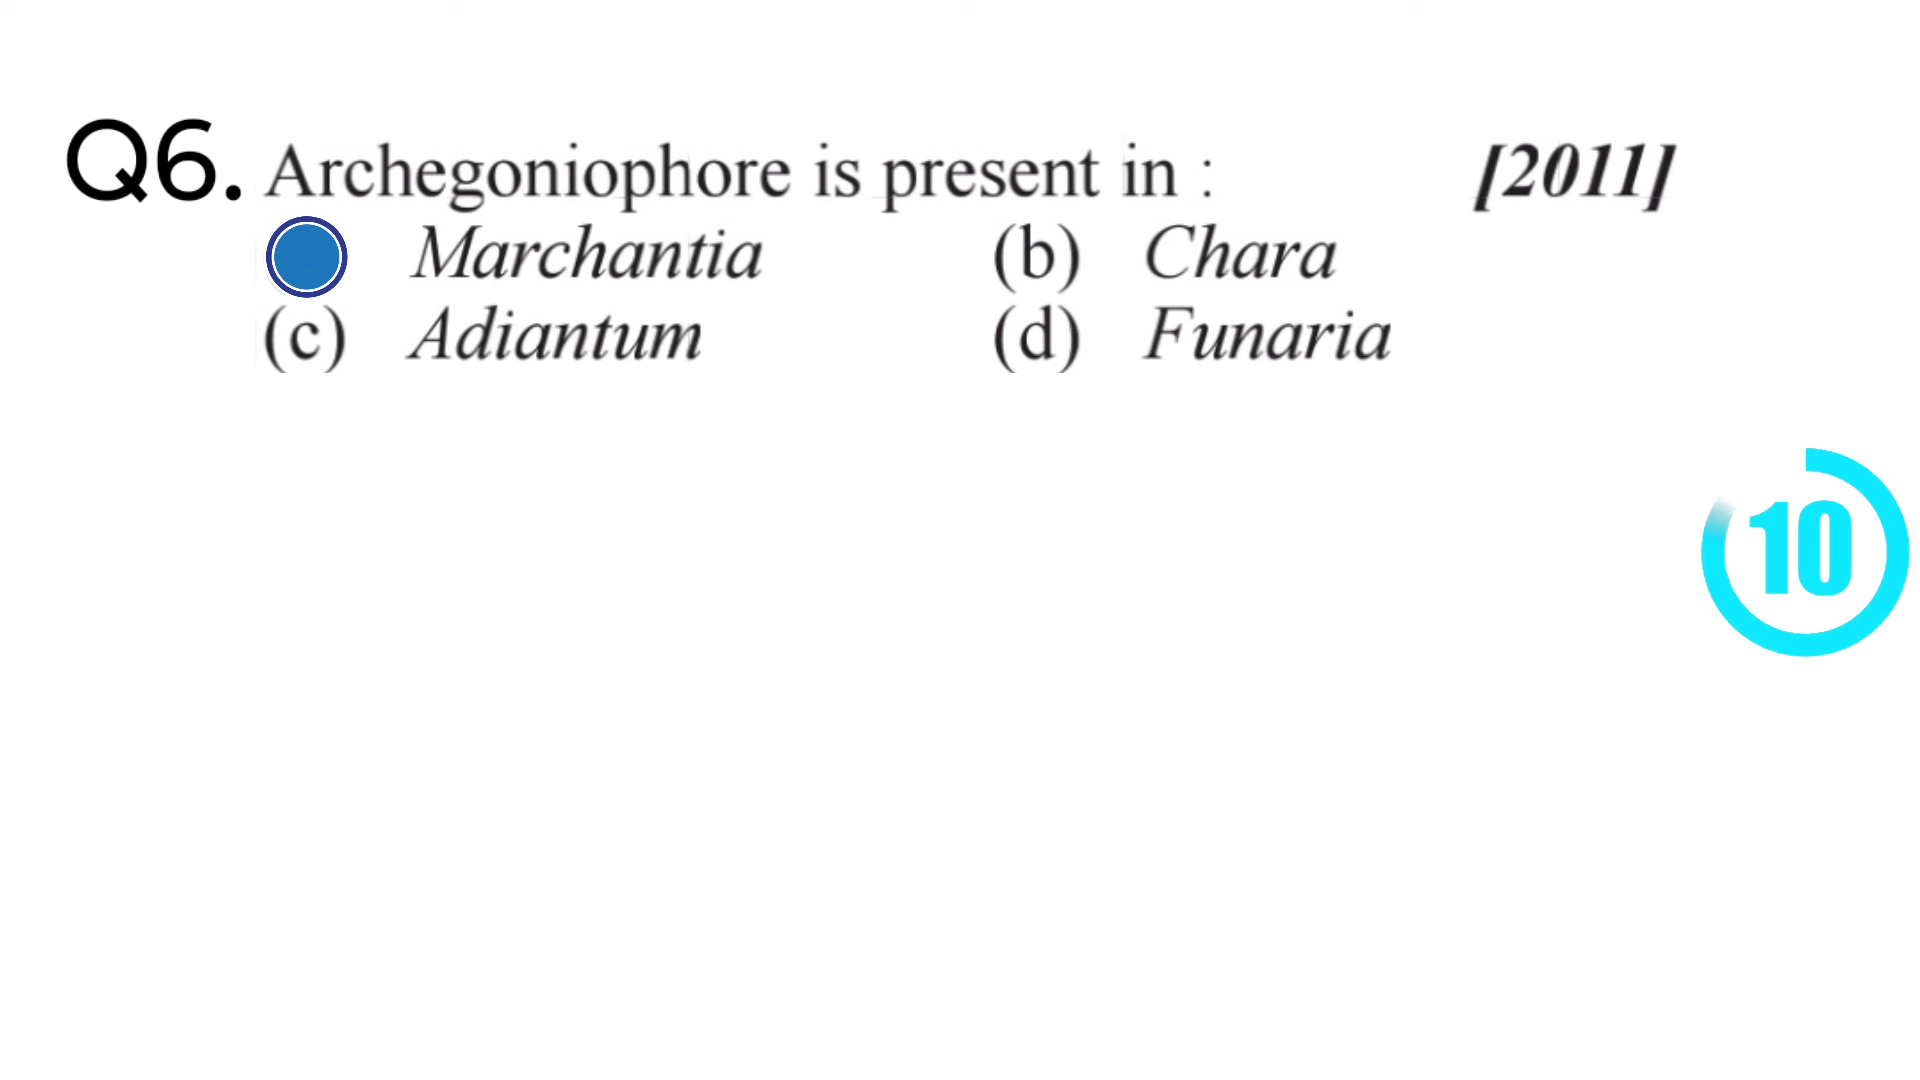 Q6. Archegoniophore is present in : [2011]
Marchantia (b) Chara
(c) Adiantum (d) Funaria
10